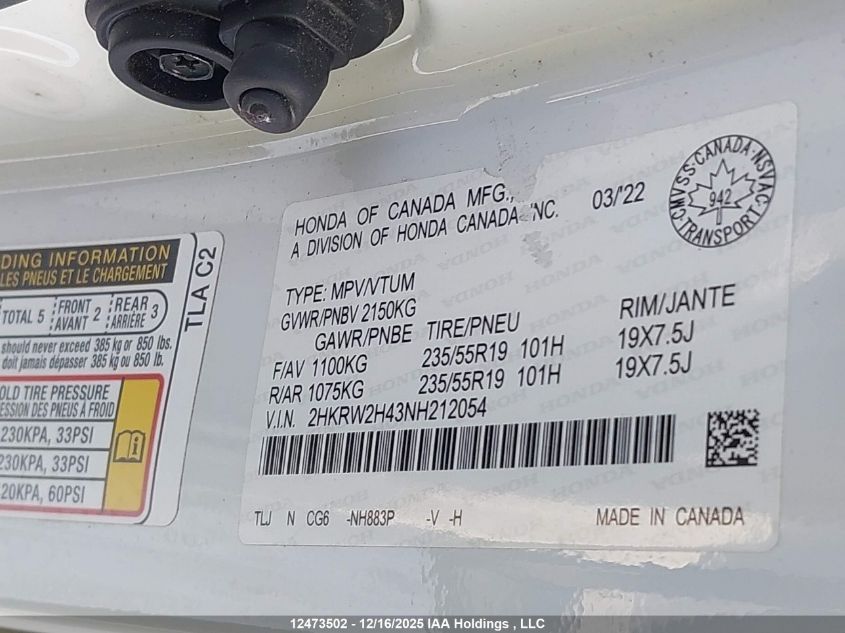 DING INFORMATION
LES PNEUS ET LE CHARGEMENT
TOTAL 5 FRONT AVANT 2 REAR ARRIÈRE 3
should never exceed 385 kg or 850 lbs.
doit jamais dépasser 385 kg ou 850 lb.
OLD TIRE PRESSURE
PRESSION DES PNEUS À FROID
230KPA, 33PSI
230KPA, 33PSI
20KPA, 60PSI
TLA C2
HONDA OF CANADA MFG.,
A DIVISION OF HONDA CANADA INC.
03/'22
CMVSS·CANADA·NSVAC
942
TRANSPORT
TYPE: MPV/VTUM
GVWR/PNBV 2150KG
GAWR/PNBE TIRE/PNEU RIM/JANTE
F/AV 1100KG 235/55R19 101H 19X7.5J
R/AR 1075KG 235/55R19 101H 19X7.5J
V.I.N. 2HKRW2H43NH212054
TLJ N CG6 -NH883P -V -H MADE IN CANADA
12473502 - 12/16/2025 IAA Holdings , LLC